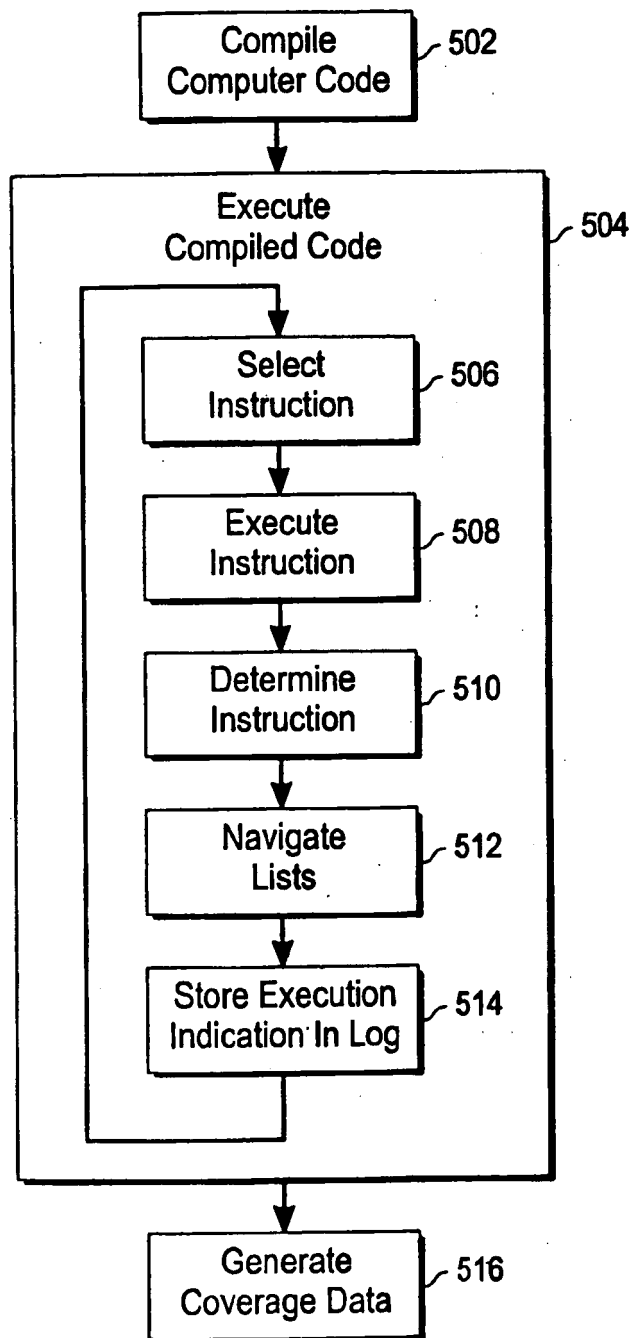 Compile
Computer Code
502
Execute
Compiled Code
504
Select
Instruction
506
Execute
Instruction
508
Determine
Instruction
510
Navigate
Lists
512
Store Execution
Indication In Log
514
Generate
Coverage Data
516